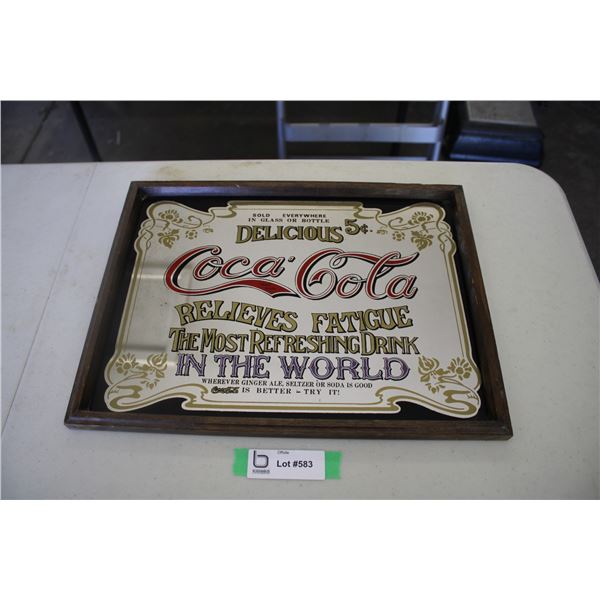 SOLD EVERYWHERE
IN GLASS OR BOTTLE
DELICIOUS 5¢.
Coca-Cola
RELIEVES FATIGUE
THE MOST REFRESHING DRINK
IN THE WORLD
WHEREVER GINGER ALE, SELTZER OR SODA IS GOOD
Coca-Cola IS BETTER - TRY IT!
b
Lot #583